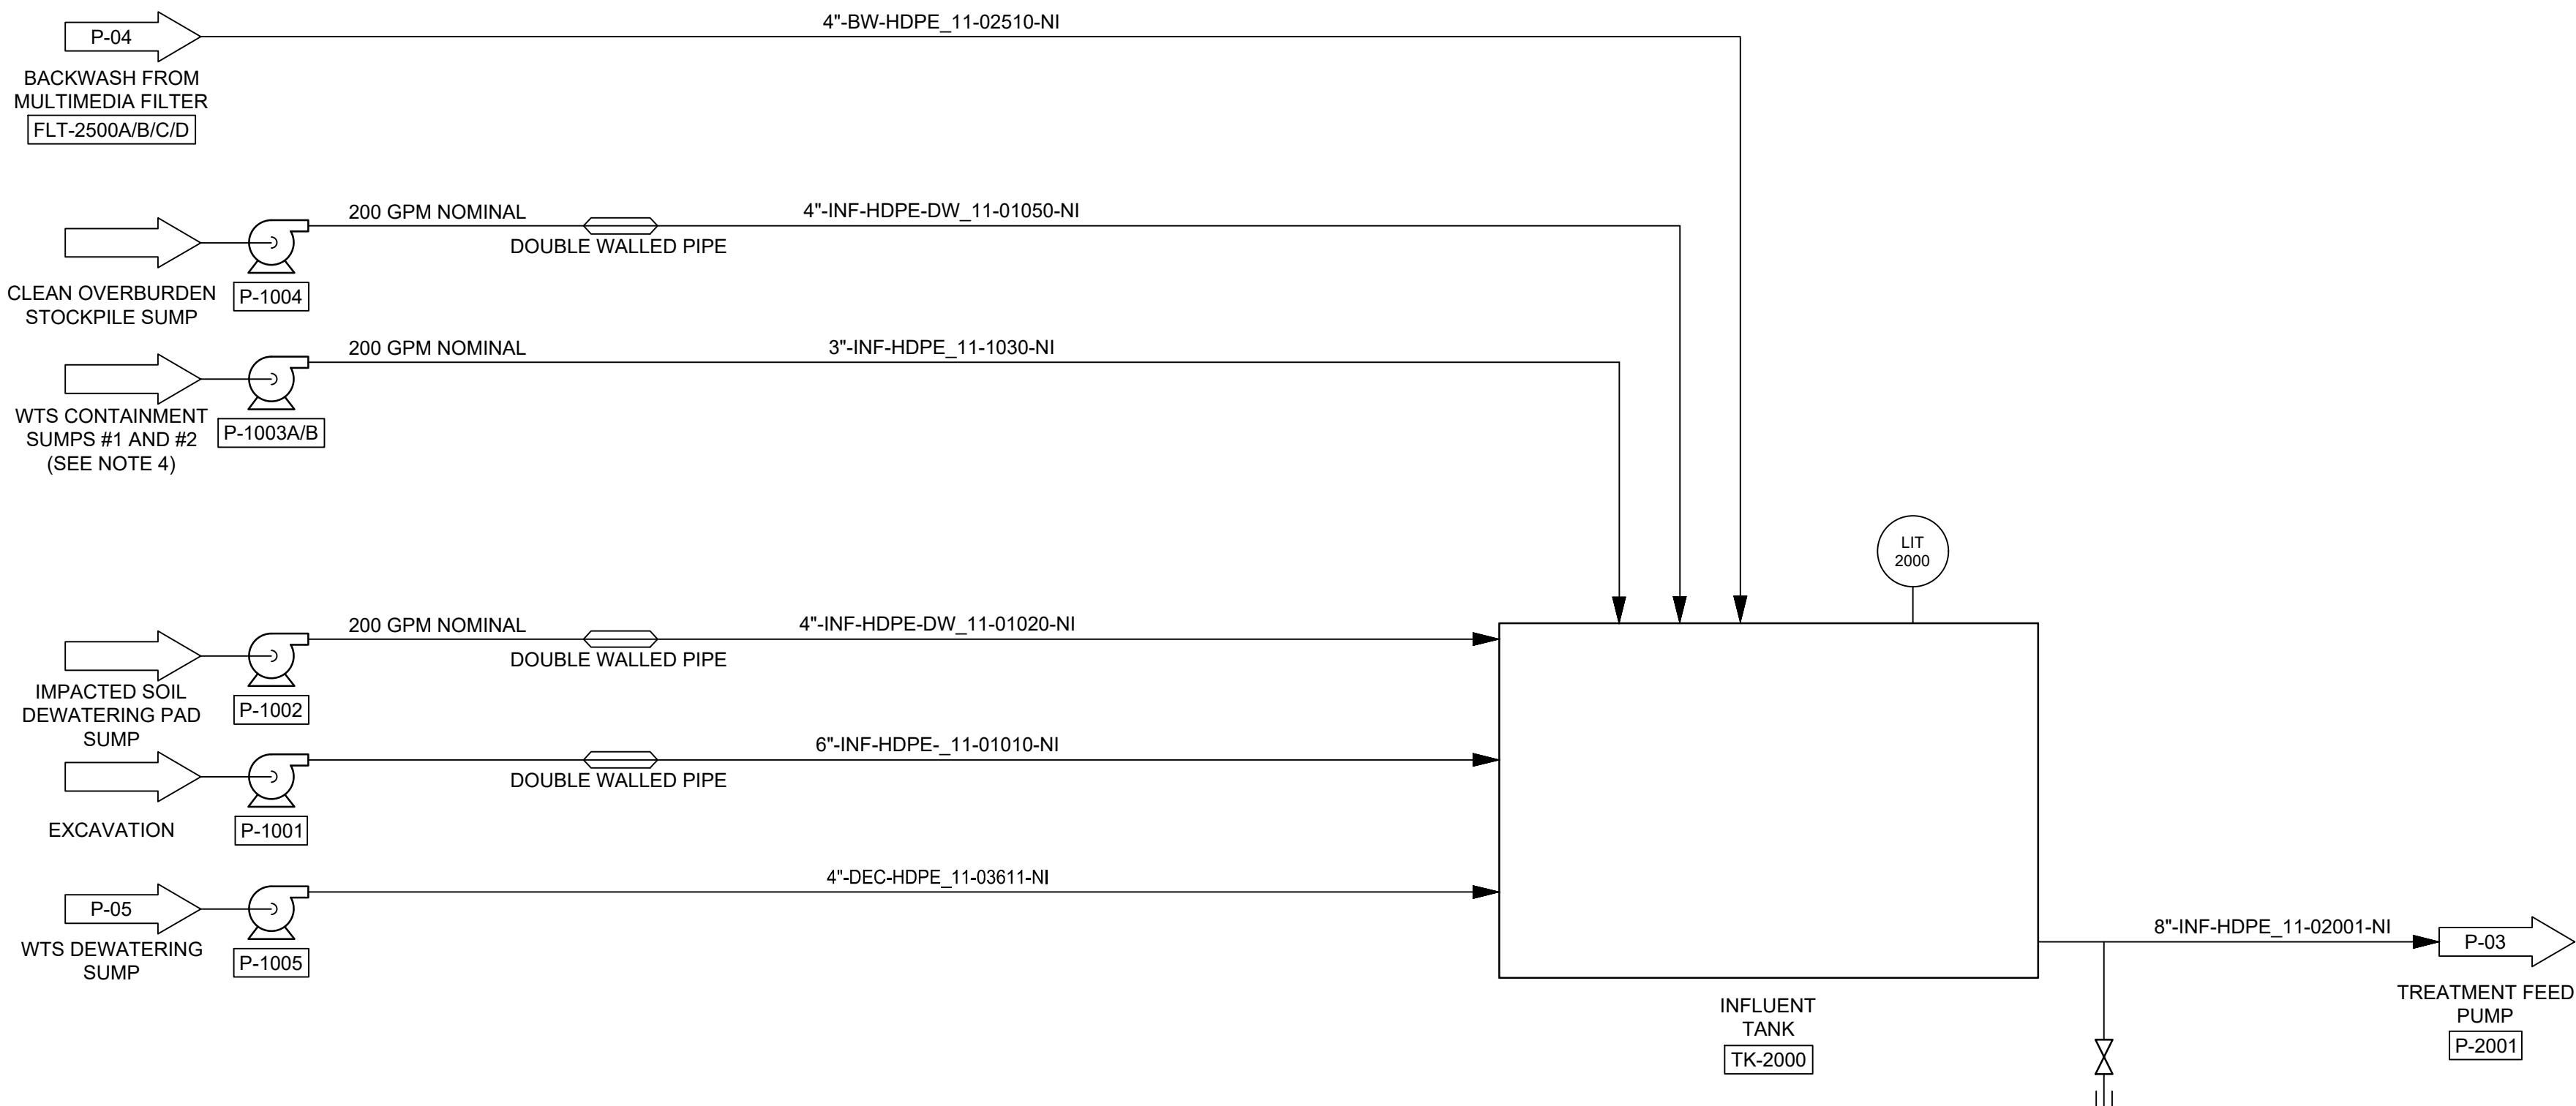 4"-BW-HDPE_11-02510-NI
P-04
BACKWASH FROM
MULTIMEDIA FILTER
FLT-2500A/B/C/D
200 GPM NOMINAL
4"-INF-HDPE-DW_11-01050-NI
DOUBLE WALLED PIPE
CLEAN OVERBURDEN
STOCKPILE SUMP
P-1004
200 GPM NOMINAL
3"-INF-HDPE_11-1030-NI
WTS CONTAINMENT
SUMPS #1 AND #2
(SEE NOTE 4)
P-1003A/B
LIT
2000
200 GPM NOMINAL
4"-INF-HDPE-DW_11-01020-NI
DOUBLE WALLED PIPE
IMPACTED SOIL
DEWATERING PAD
SUMP
P-1002
6"-INF-HDPE-_11-01010-NI
DOUBLE WALLED PIPE
EXCAVATION
P-1001
4"-DEC-HDPE_11-03611-NI
P-05
WTS DEWATERING
SUMP
P-1005
8"-INF-HDPE_11-02001-NI
P-03
TREATMENT FEED
PUMP
P-2001
INFLUENT
TANK
TK-2000